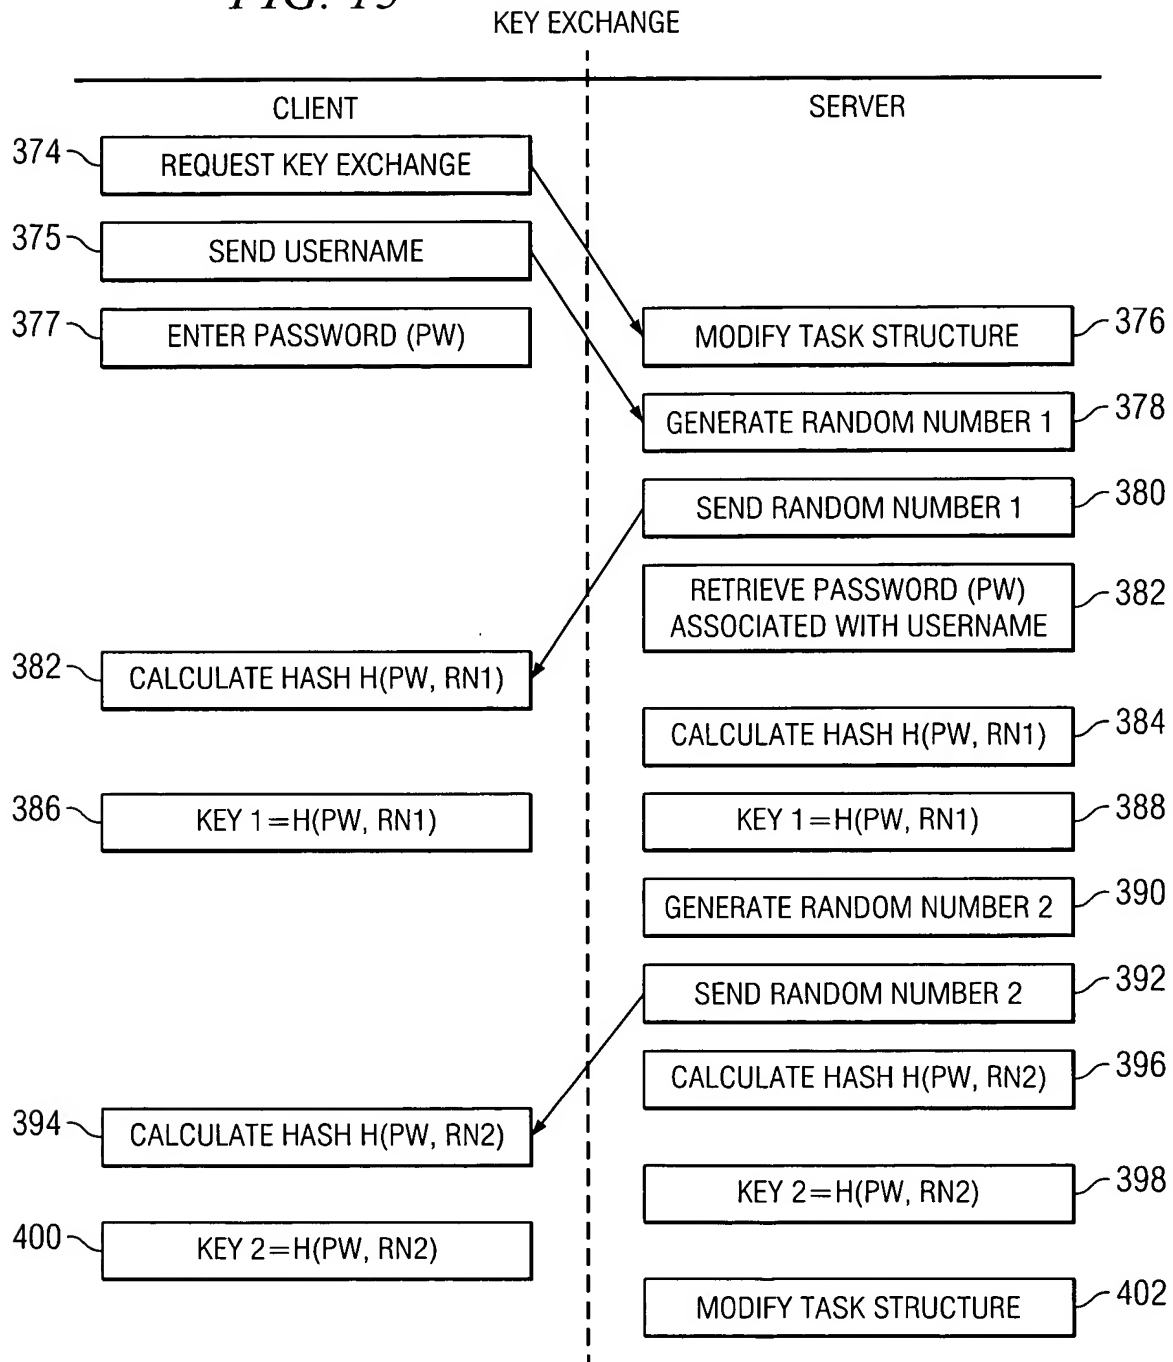 FIG. 15
KEY EXCHANGE
CLIENT
SERVER
374
REQUEST KEY EXCHANGE
375
SEND USERNAME
377
ENTER PASSWORD (PW)
MODIFY TASK STRUCTURE
376
GENERATE RANDOM NUMBER 1
378
SEND RANDOM NUMBER 1
380
RETRIEVE PASSWORD (PW)
ASSOCIATED WITH USERNAME
382
382
CALCULATE HASH H(PW, RN1)
CALCULATE HASH H(PW, RN1)
384
386
KEY 1=H(PW, RN1)
KEY 1=H(PW, RN1)
388
GENERATE RANDOM NUMBER 2
390
SEND RANDOM NUMBER 2
392
CALCULATE HASH H(PW, RN2)
396
394
CALCULATE HASH H(PW, RN2)
KEY 2=H(PW, RN2)
398
400
KEY 2=H(PW, RN2)
MODIFY TASK STRUCTURE
402